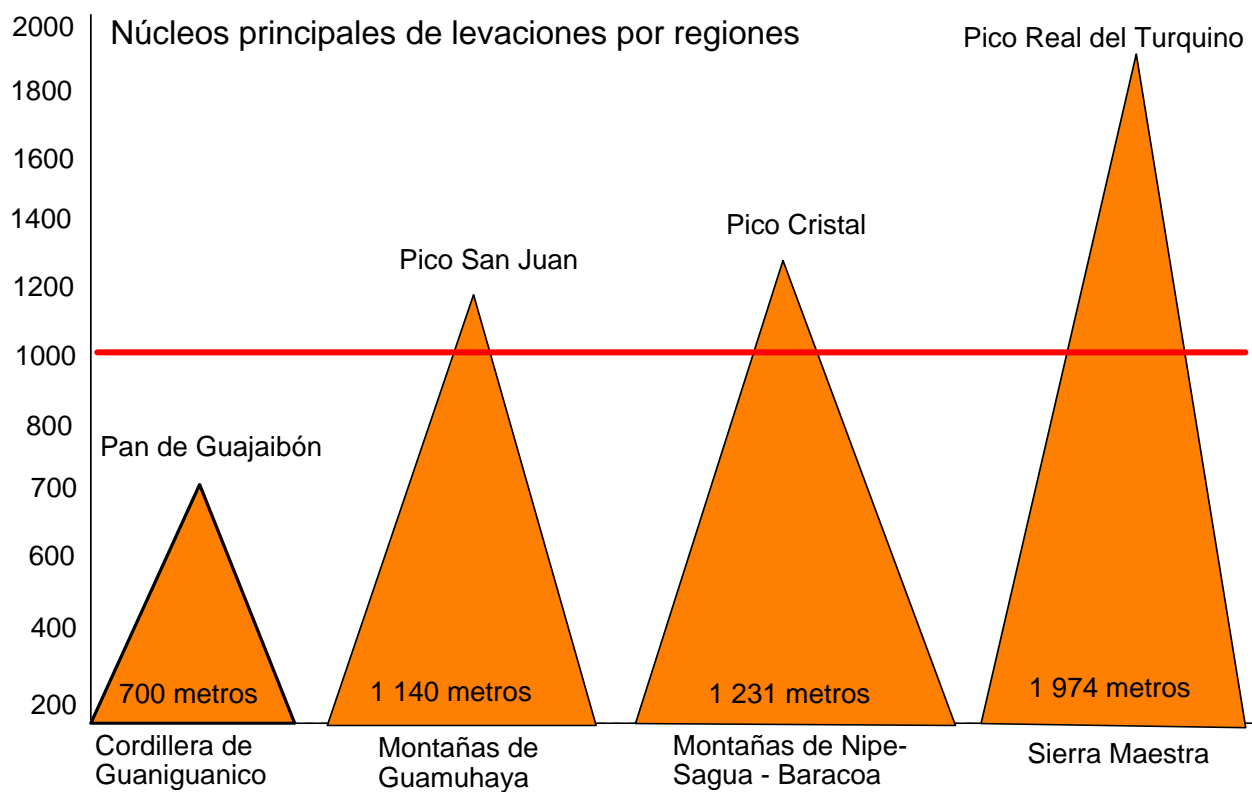 Núcleos principales de levaciones por regiones
2000
1800
1600
1400
1200
1000
800
700
600
400
200
Pan de Guajaibón
Pico San Juan
Pico Cristal
Pico Real del Turquino
700 metros
1 140 metros
1 231 metros
1 974 metros
Cordillera de
Guaniguanico
Montañas de
Guamuhaya
Montañas de Nipe-
Sagua - Baracoa
Sierra Maestra